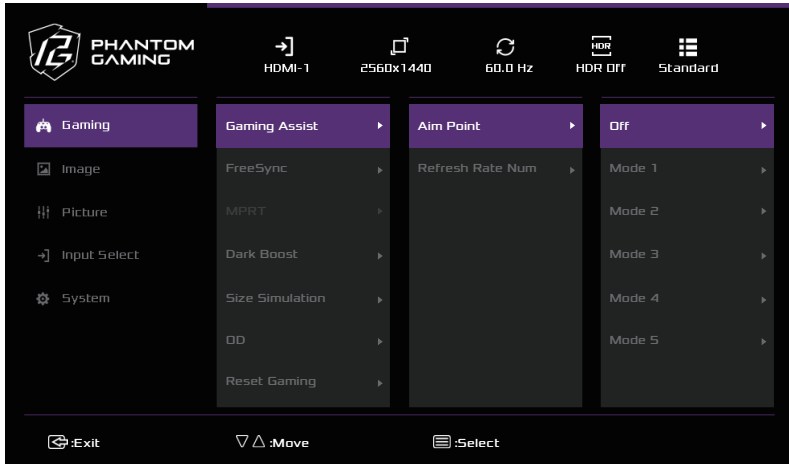 PHANTOM
GAMING
HDMI-1
2560x1440
60.0 Hz
HDR
HDR Off
Standard
Gaming
Image
Picture
Input Select
System
Gaming Assist
FreeSync
MPRT
Dark Boost
Size Simulation
OD
Reset Gaming
Aim Point
Refresh Rate Num
Off
Mode 1
Mode 2
Mode 3
Mode 4
Mode 5
:Exit
:Move
:Select